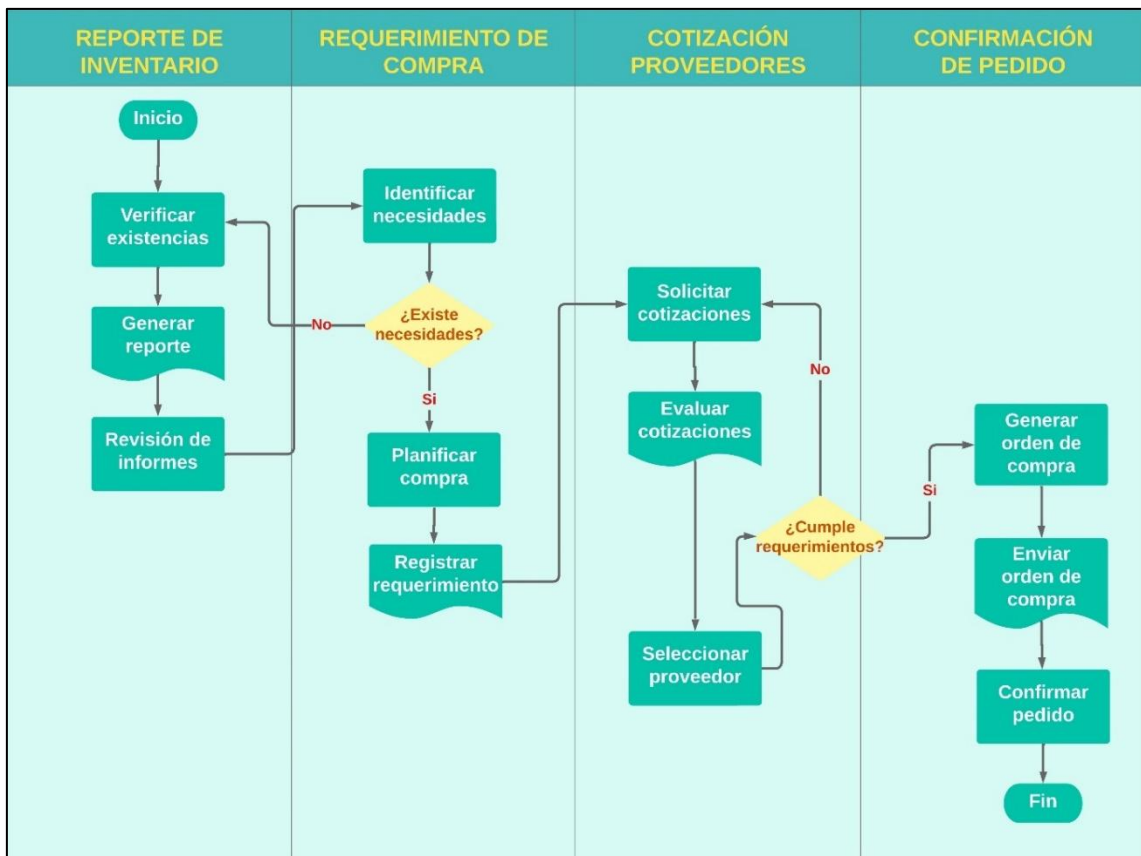 REPORTE DE
INVENTARIO
REQUERIMIENTO DE
COMPRA
COTIZACIÓN
PROVEEDORES
CONFIRMACIÓN
DE PEDIDO
Inicio
Verificar
existencias
Generar
reporte
Revisión de
informes
Identificar
necesidades
¿Existe
necesidades?
No
Si
Planificar
compra
Registrar
requerimiento
Solicitar
cotizaciones
Evaluar
cotizaciones
Seleccionar
proveedor
¿Cumple
requerimientos?
No
Si
Generar
orden de
compra
Enviar
orden de
compra
Confirmar
pedido
Fin